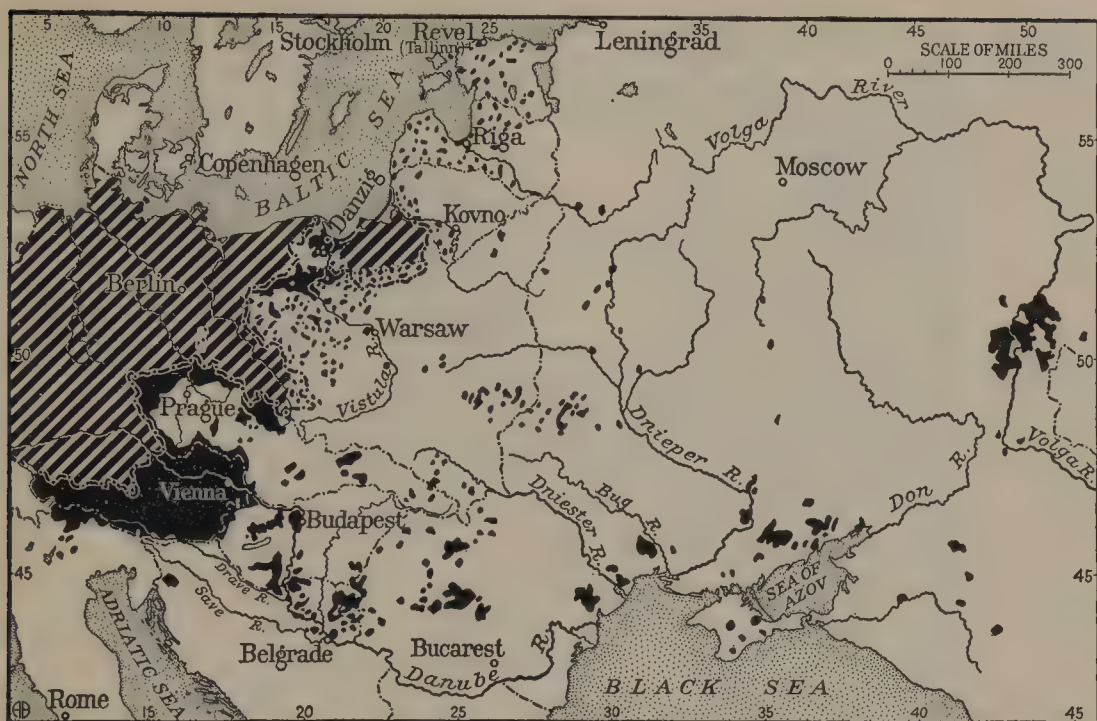 5 10 15 20 25 30 35 40 45 50
Stockholm
Revel
(Tallinn)
Leningrad
SCALE OF MILES
0 100 200 300
NORTH SEA
BALTIC SEA
55
55
Riga
Volga River
Copenhagen
Moscow
Danzig
Kovno
Berlin
Warsaw
50
50
Vistula R.
Prague
Dnieper R.
Volga R.
Vienna
Don R.
Budapest
Bug R.
Dniester R.
45
45
Drave R.
Save R.
SEA OF
AZOV
ADRIATIC SEA
Belgrade
Bucarest
Danube R.
BLACK SEA
Rome
AB
15 20 25 30 35 40 45